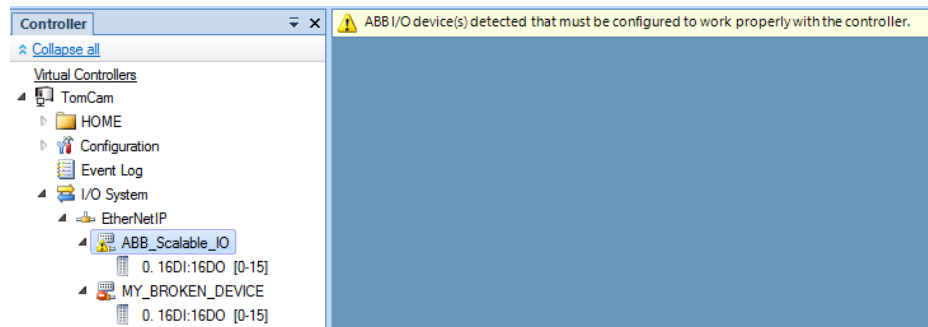 Controller
ABB I/O device(s) detected that must be configured to work properly with the controller.
Collapse all
Virtual Controllers
TomCam
HOME
Configuration
Event Log
I/O System
EtherNetIP
ABB_Scalable_IO
0. 16DI:16DO [0-15]
MY_BROKEN_DEVICE
0. 16DI:16DO [0-15]